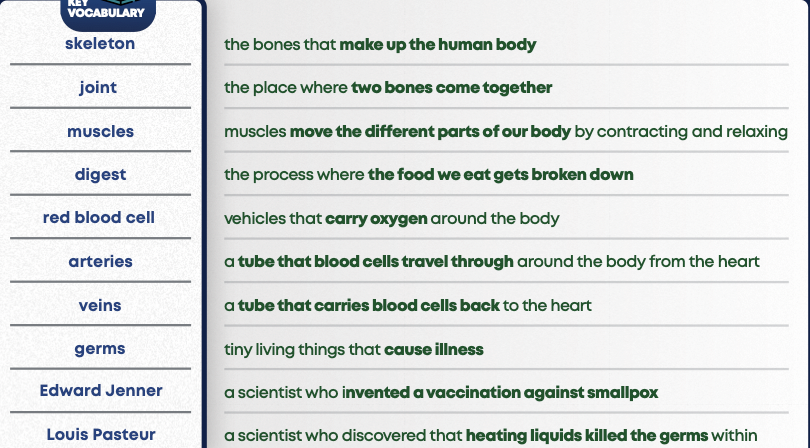 KEY
VOCABULARY
skeleton
the bones that make up the human body
joint
the place where two bones come together
muscles
muscles move the different parts of our body by contracting and relaxing
digest
the process where the food we eat gets broken down
red blood cell
vehicles that carry oxygen around the body
arteries
a tube that blood cells travel through around the body from the heart
veins
a tube that carries blood cells back to the heart
germs
tiny living things that cause illness
Edward Jenner
a scientist who invented a vaccination against smallpox
Louis Pasteur
a scientist who discovered that heating liquids killed the germs within